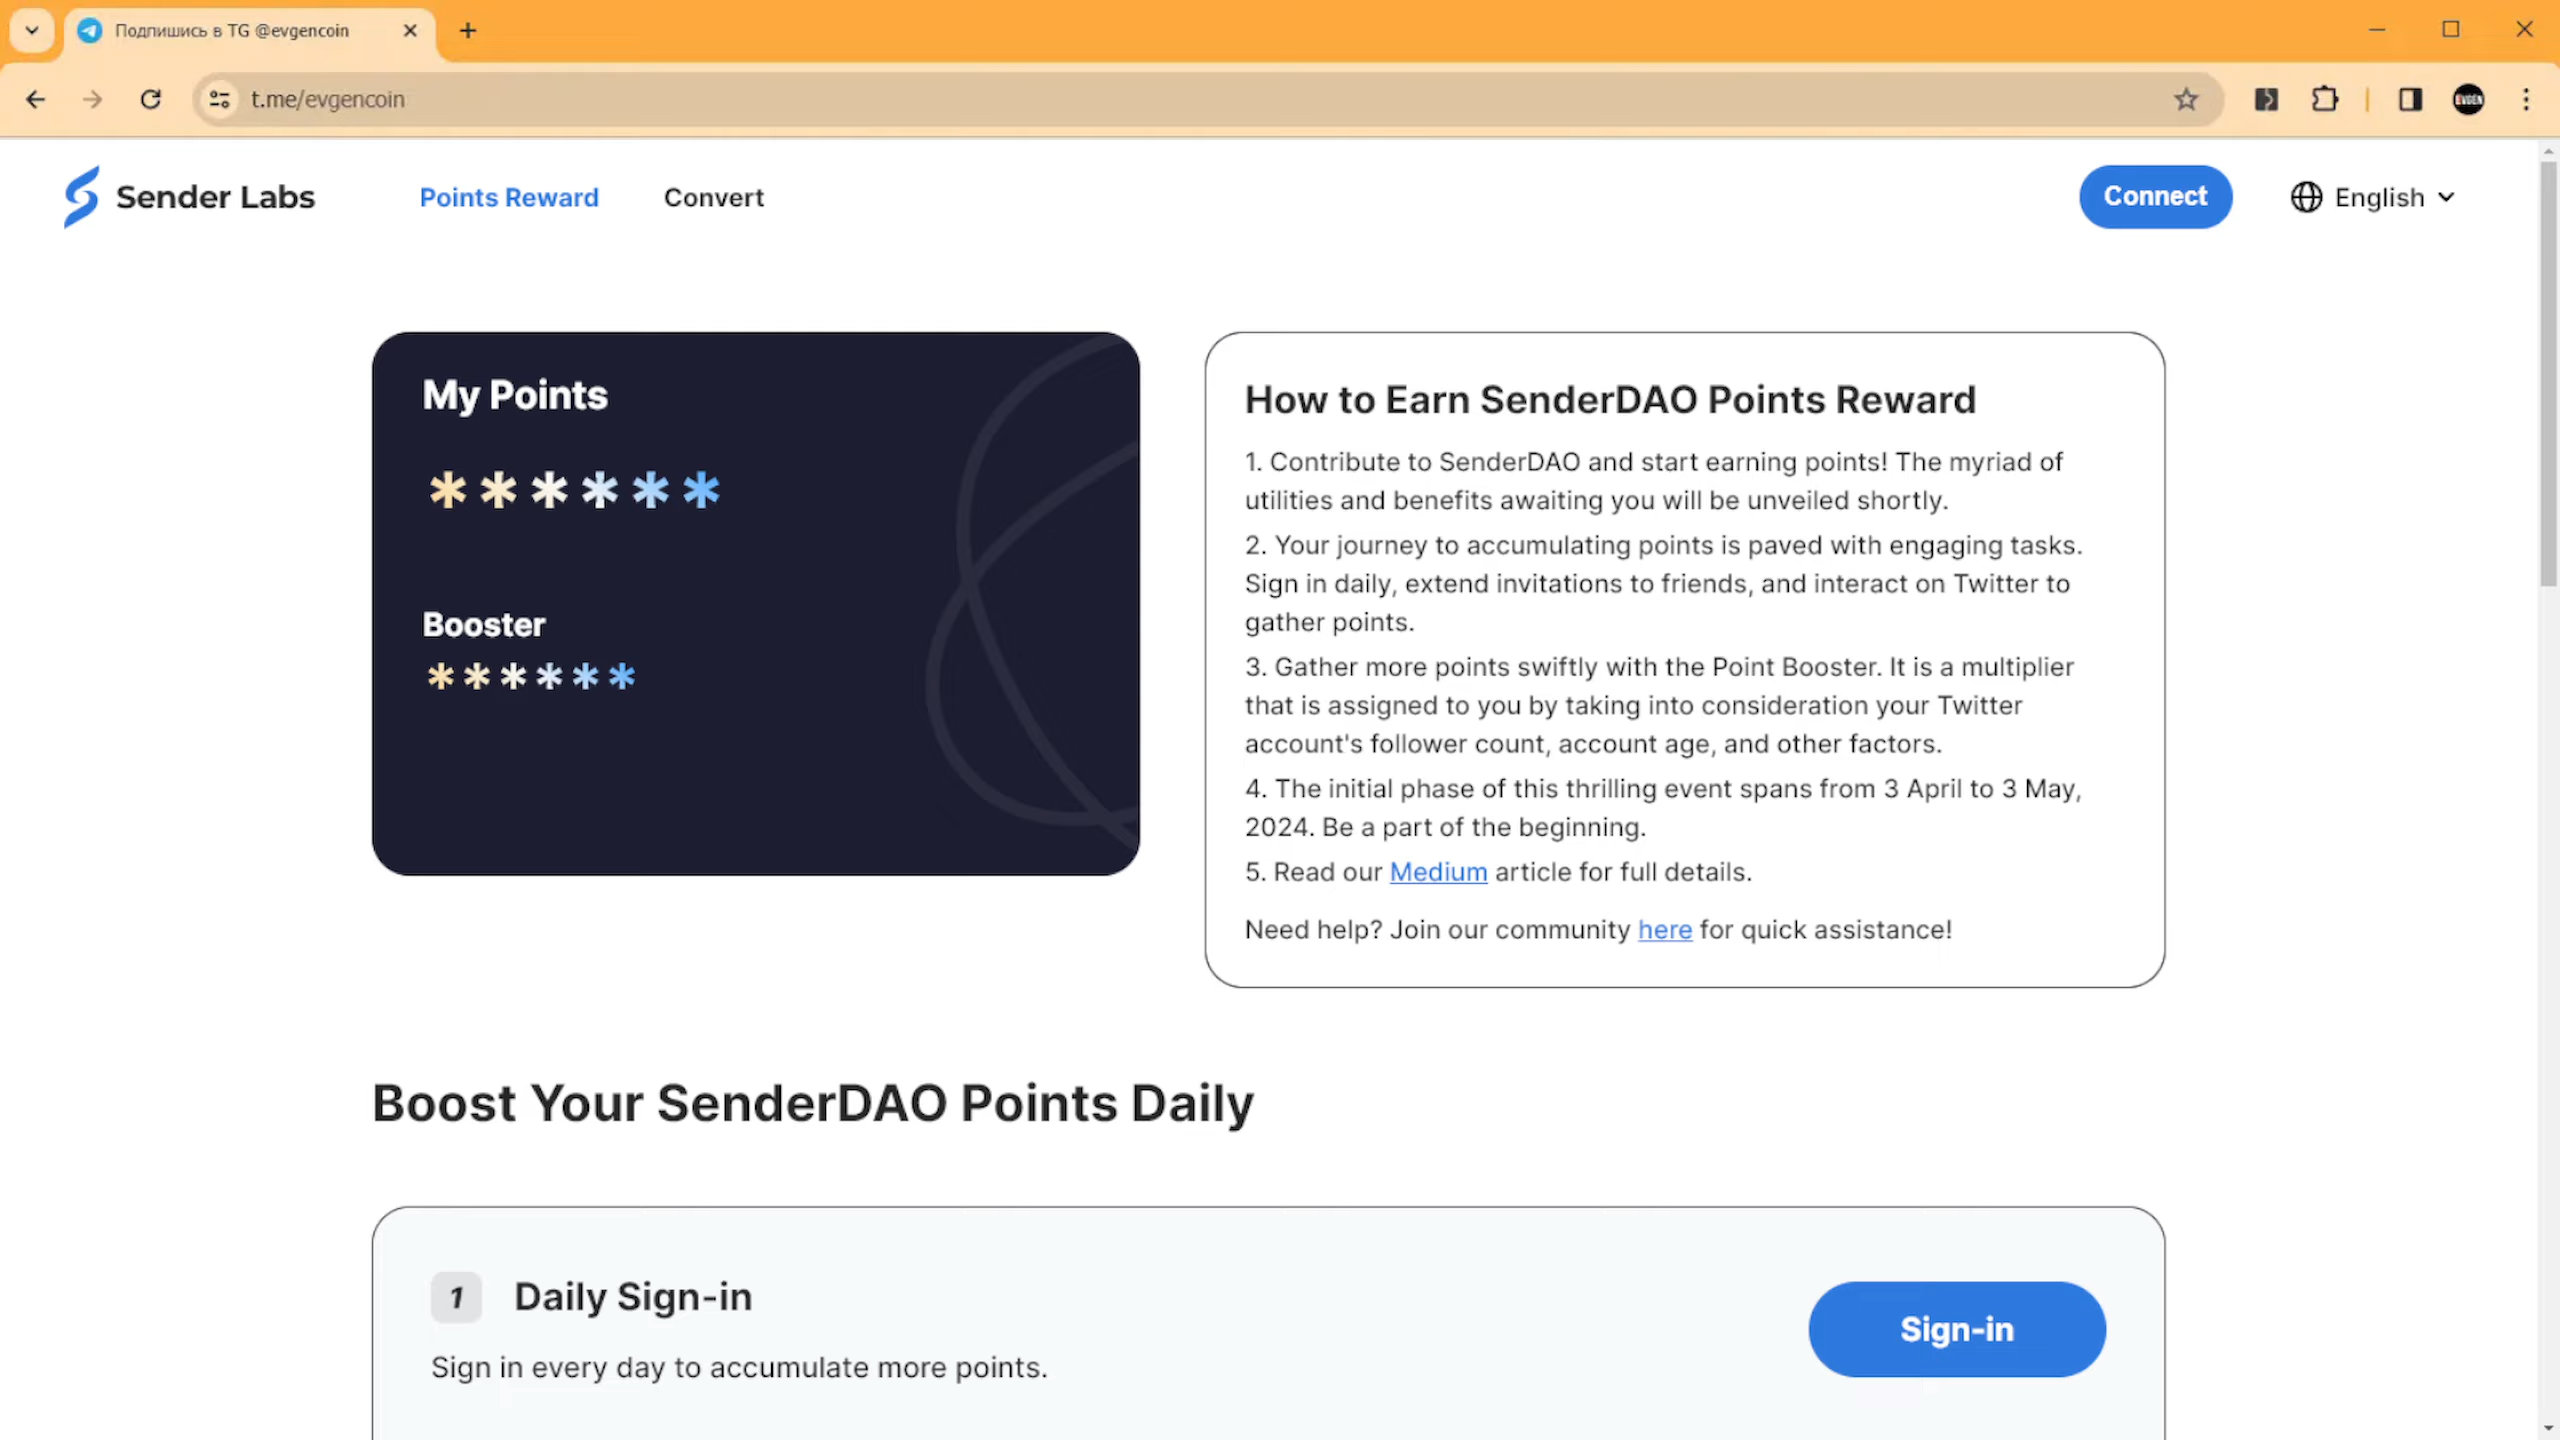 Подпишись в TG @evgencoin
t.me/evgencoin
EVGEN
Sender Labs
Points Reward
Convert
Connect
English
My Points
******
Booster
******
How to Earn SenderDAO Points Reward
1. Contribute to SenderDAO and start earning points! The myriad of
utilities and benefits awaiting you will be unveiled shortly.
2. Your journey to accumulating points is paved with engaging tasks.
Sign in daily, extend invitations to friends, and interact on Twitter to
gather points.
3. Gather more points swiftly with the Point Booster. It is a multiplier
that is assigned to you by taking into consideration your Twitter
account's follower count, account age, and other factors.
4. The initial phase of this thrilling event spans from 3 April to 3 May,
2024. Be a part of the beginning.
5. Read our Medium article for full details.
Need help? Join our community here for quick assistance!
Boost Your SenderDAO Points Daily
1 Daily Sign-in
Sign in every day to accumulate more points.
Sign-in